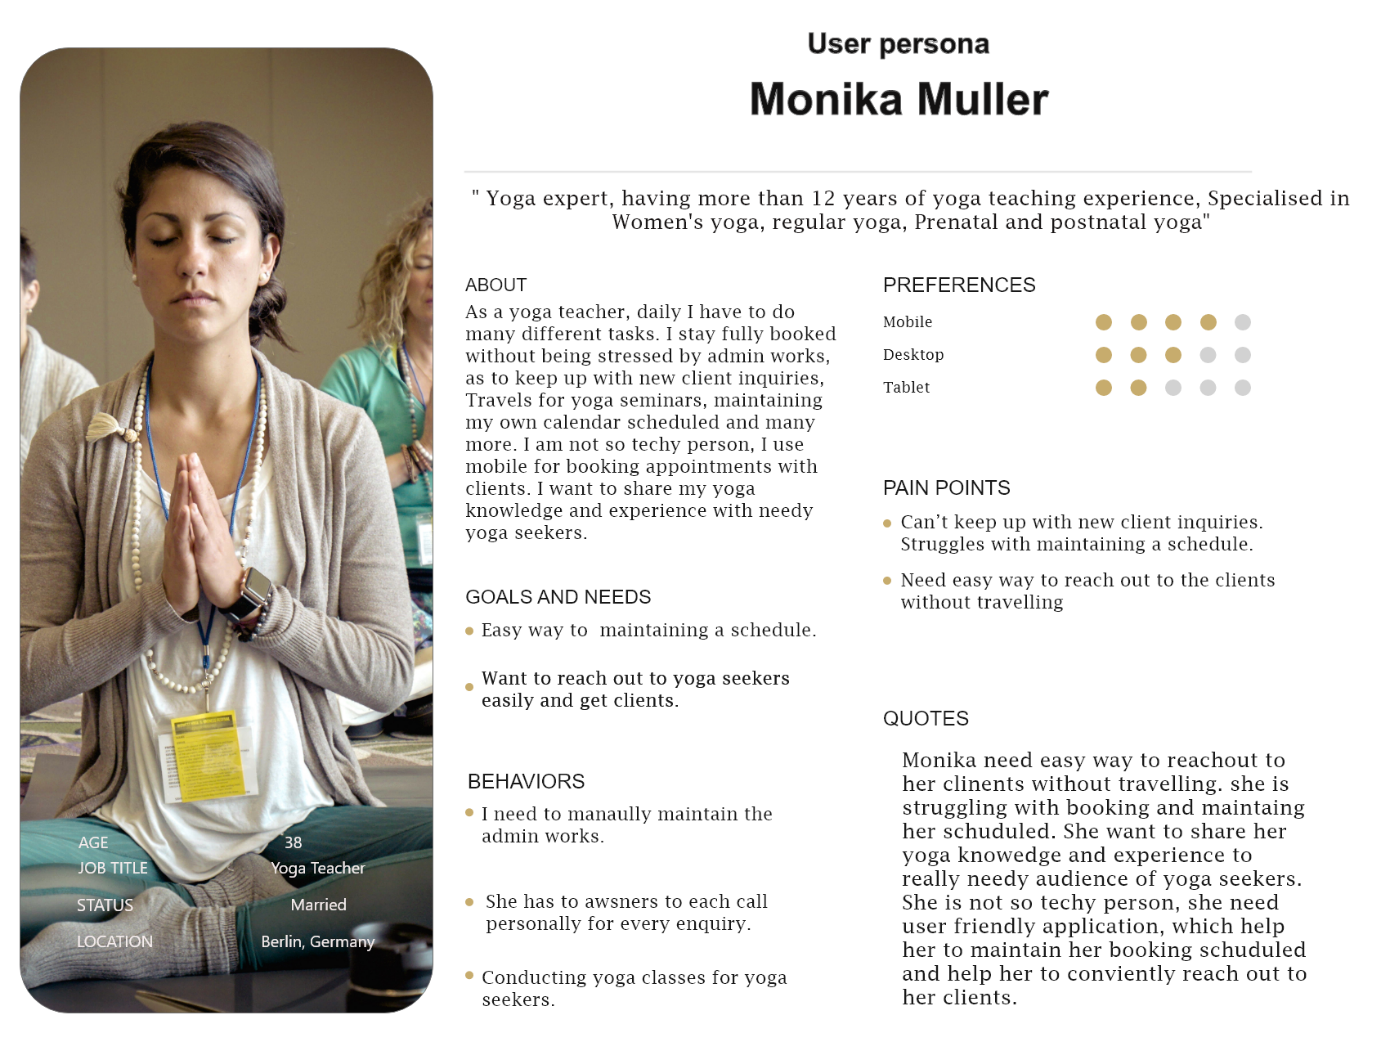 User persona
Monika Muller
" Yoga expert, having more than 12 years of yoga teaching experience, Specialised in
Women's yoga, regular yoga, Prenatal and postnatal yoga"
ABOUT
As a yoga teacher, daily I have to do
many different tasks. I stay fully booked
without being stressed by admin works,
as to keep up with new client inquiries,
Travels for yoga seminars, maintaining
my own calendar scheduled and many
more. I am not so techy person, I use
mobile for booking appointments with
clients. I want to share my yoga
knowledge and experience with needy
yoga seekers.
GOALS AND NEEDS
Easy way to  maintaining a schedule.
Want to reach out to yoga seekers
easily and get clients.
BEHAVIORS
I need to manaully maintain the
admin works.
She has to awsners to each call
personally for every enquiry.
Conducting yoga classes for yoga
seekers.
PREFERENCES
Mobile
Desktop
Tablet
PAIN POINTS
Can't keep up with new client inquiries.
Struggles with maintaining a schedule.
Need easy way to reach out to the clients
without travelling
QUOTES
Monika need easy way to reachout to
her clinents without travelling. she is
struggling with booking and maintaing
her schuduled. She want to share her
yoga knowedge and experience to
really needy audience of yoga seekers.
She is not so techy person, she need
user friendly application, which help
her to maintain her booking schuduled
and help her to conviently reach out to
her clients.
AGE 38
JOB TITLE Yoga Teacher
STATUS Married
LOCATION Berlin, Germany